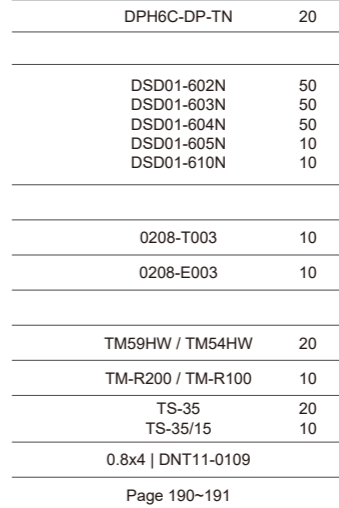 DPH6C-DP-TN 20
DSD01-602N 50
DSD01-603N 50
DSD01-604N 50
DSD01-605N 10
DSD01-610N 10
0208-T003 10
0208-E003 10
TM59HW / TM54HW 20
TM-R200 / TM-R100 10
TS-35 20
TS-35/15 10
0.8x4 | DNT11-0109
Page 190~191